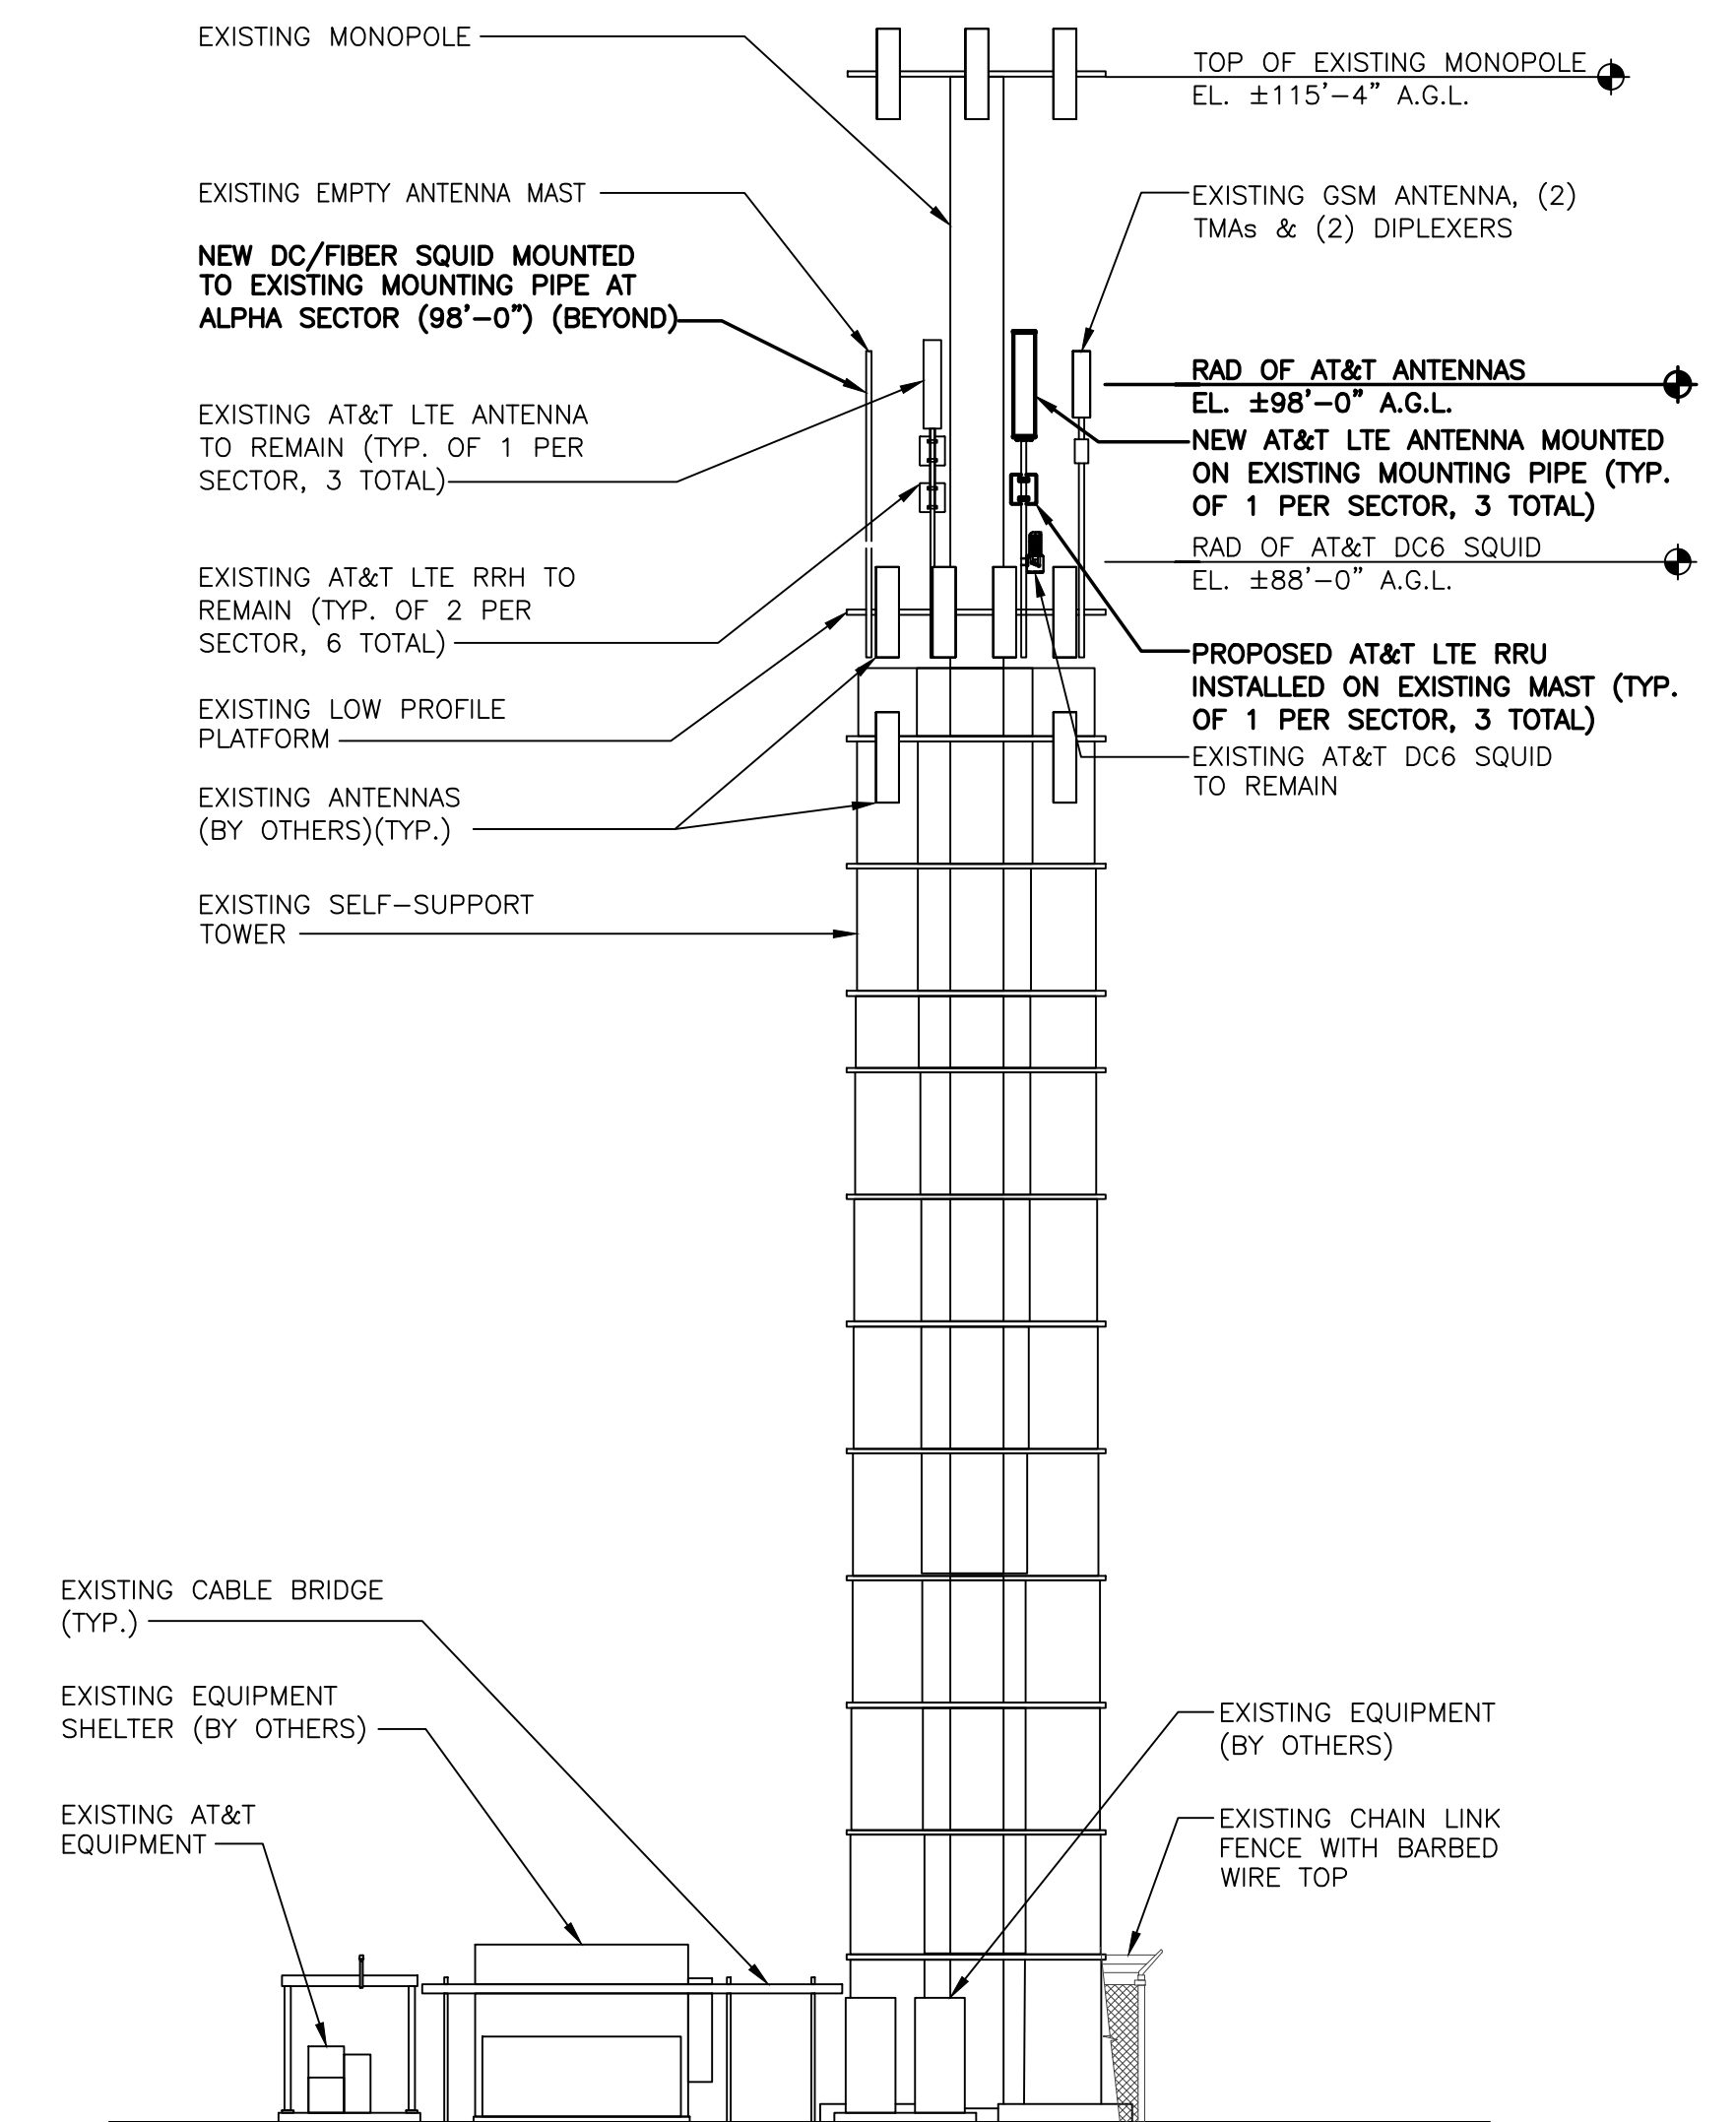 EXISTING MONOPOLE
TOP OF EXISTING MONOPOLE
EL. ±115'-4" A.G.L.
EXISTING EMPTY ANTENNA MAST
EXISTING GSM ANTENNA, (2)
TMAs & (2) DIPLEXERS
NEW DC/FIBER SQUID MOUNTED
TO EXISTING MOUNTING PIPE AT
ALPHA SECTOR (98'-0") (BEYOND)
RAD OF AT&T ANTENNAS
EL. ±98'-0" A.G.L.
EXISTING AT&T LTE ANTENNA
TO REMAIN (TYP. OF 1 PER
SECTOR, 3 TOTAL)
NEW AT&T LTE ANTENNA MOUNTED
ON EXISTING MOUNTING PIPE (TYP.
OF 1 PER SECTOR, 3 TOTAL)
RAD OF AT&T DC6 SQUID
EL. ±88'-0" A.G.L.
EXISTING AT&T LTE RRH TO
REMAIN (TYP. OF 2 PER
SECTOR, 6 TOTAL)
PROPOSED AT&T LTE RRU
INSTALLED ON EXISTING MAST (TYP.
OF 1 PER SECTOR, 3 TOTAL)
EXISTING LOW PROFILE
PLATFORM
EXISTING AT&T DC6 SQUID
TO REMAIN
EXISTING ANTENNAS
(BY OTHERS)(TYP.)
EXISTING SELF-SUPPORT
TOWER
EXISTING CABLE BRIDGE
(TYP.)
EXISTING EQUIPMENT
SHELTER (BY OTHERS)
EXISTING EQUIPMENT
(BY OTHERS)
EXISTING AT&T
EQUIPMENT
EXISTING CHAIN LINK
FENCE WITH BARBED
WIRE TOP